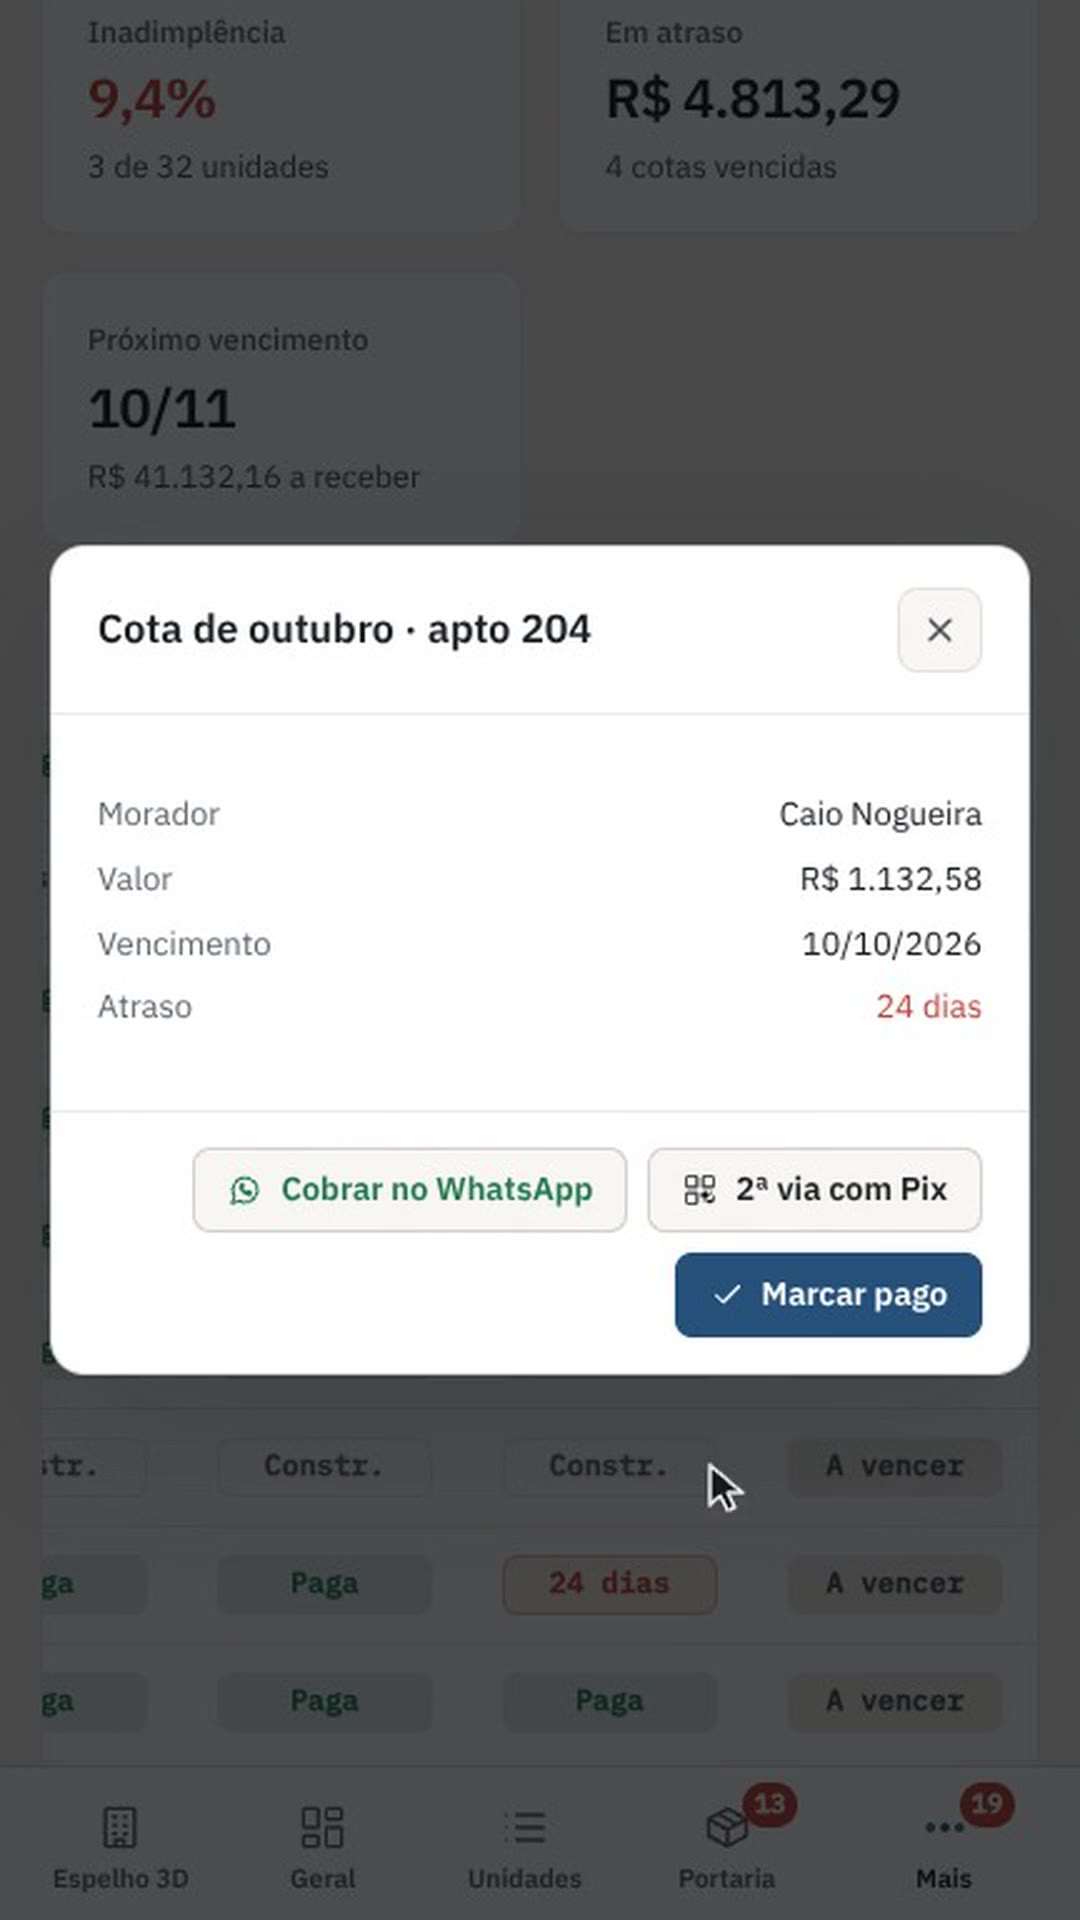 Inadimplência
9,4%
3 de 32 unidades
Em atraso
R$ 4.813,29
4 cotas vencidas
Próximo vencimento
10/11
R$ 41.132,16 a receber
Cota de outubro · apto 204
Morador Caio Nogueira
Valor R$ 1.132,58
Vencimento 10/10/2026
Atraso 24 dias
Cobrar no WhatsApp
2ª via com Pix
Marcar pago
str. Constr. Constr. A vencer
ga Paga 24 dias A vencer
ga Paga Paga A vencer
13 19
Espelho 3D Geral Unidades Portaria Mais